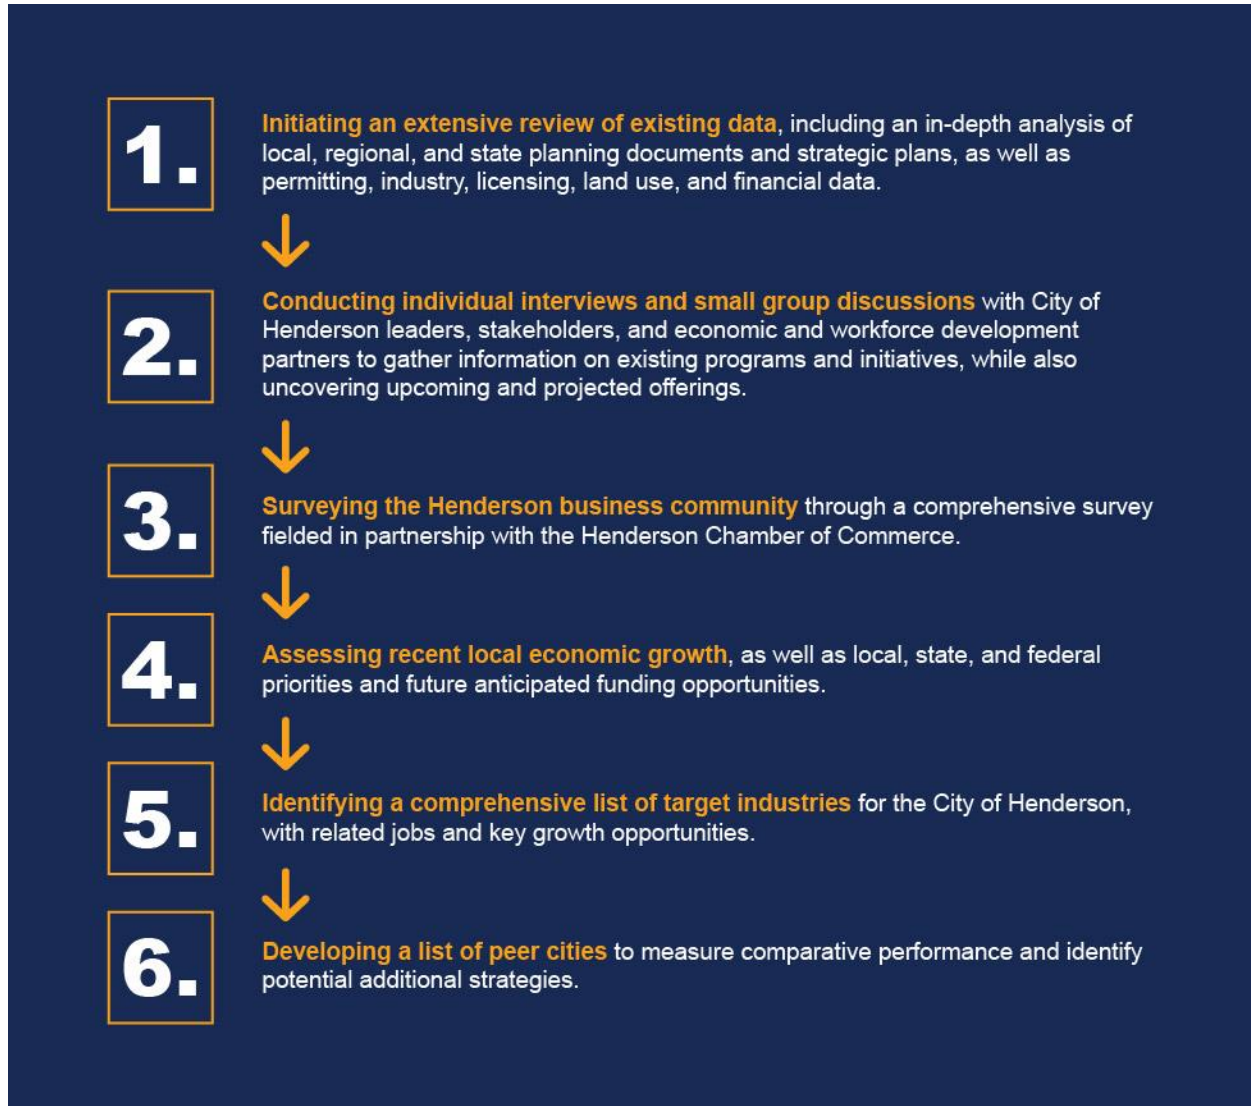 1.
Initiating an extensive review of existing data, including an in-depth analysis of
local, regional, and state planning documents and strategic plans, as well as
permitting, industry, licensing, land use, and financial data.
2.
Conducting individual interviews and small group discussions with City of
Henderson leaders, stakeholders, and economic and workforce development
partners to gather information on existing programs and initiatives, while also
uncovering upcoming and projected offerings.
3.
Surveying the Henderson business community through a comprehensive survey
fielded in partnership with the Henderson Chamber of Commerce.
4.
Assessing recent local economic growth, as well as local, state, and federal
priorities and future anticipated funding opportunities.
5.
Identifying a comprehensive list of target industries for the City of Henderson,
with related jobs and key growth opportunities.
6.
Developing a list of peer cities to measure comparative performance and identify
potential additional strategies.